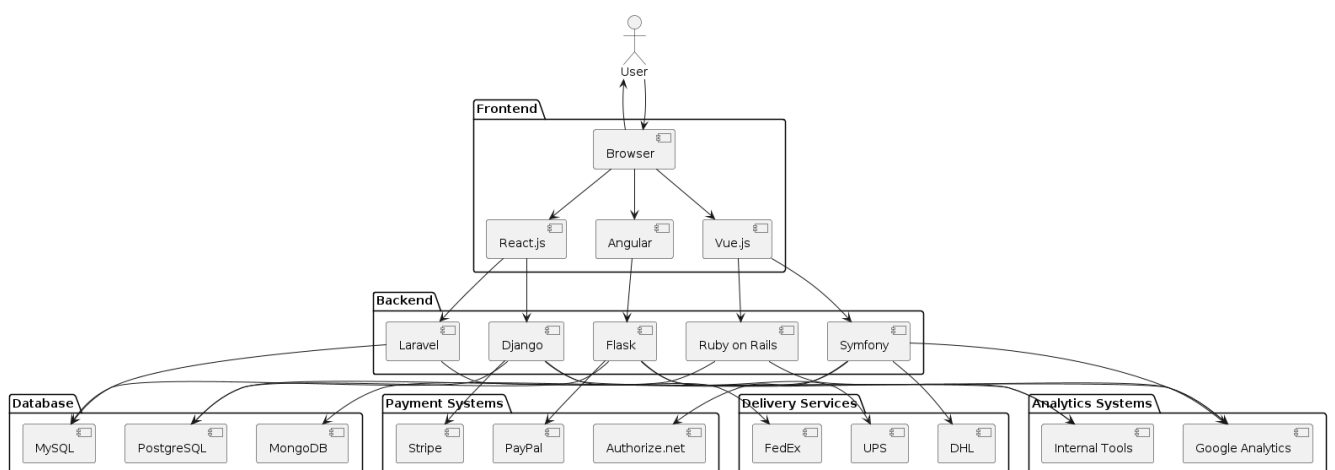 User
Frontend
Browser
React.js
Angular
Vue.js
Backend
Laravel
Django
Flask
Ruby on Rails
Symfony
Database
Payment Systems
Delivery Services
Analytics Systems
MySQL
PostgreSQL
MongoDB
Stripe
PayPal
Authorize.net
FedEx
UPS
DHL
Internal Tools
Google Analytics